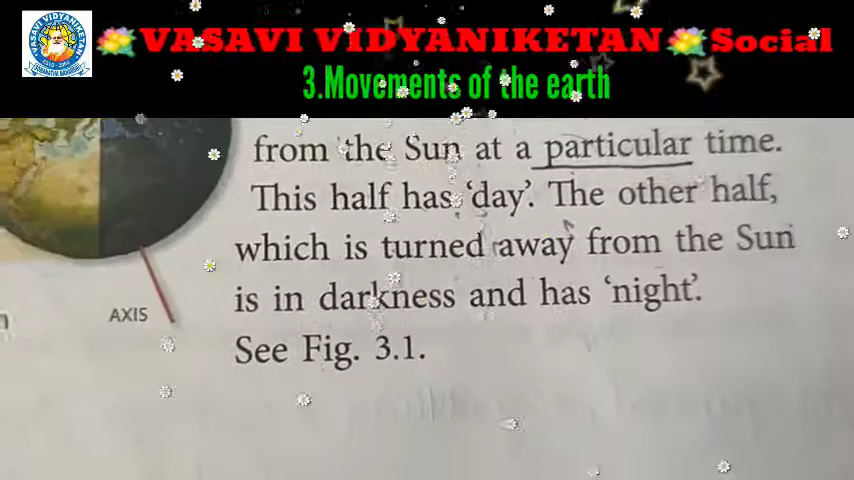 VASAVI VIDYANIKETAN Social
3.Movements of the earth
from the Sun at a particular time.
This half has 'day'. The other half,
which is turned away from the Sun
is in darkness and has 'night'.
See Fig. 3.1.
AXIS